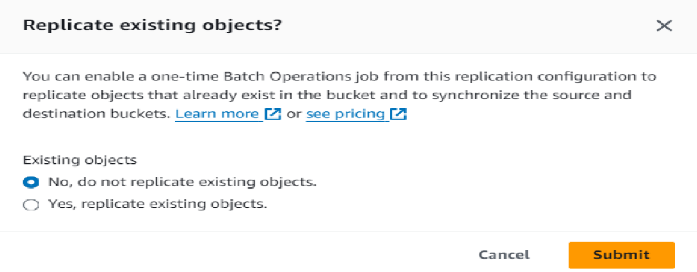 Replicate existing objects?
You can enable a one-time Batch Operations job from this replication configuration to
replicate objects that already exist in the bucket and to synchronize the source and
destination buckets. Learn more or see pricing
Existing objects
No, do not replicate existing objects.
Yes, replicate existing objects.
Cancel Submit